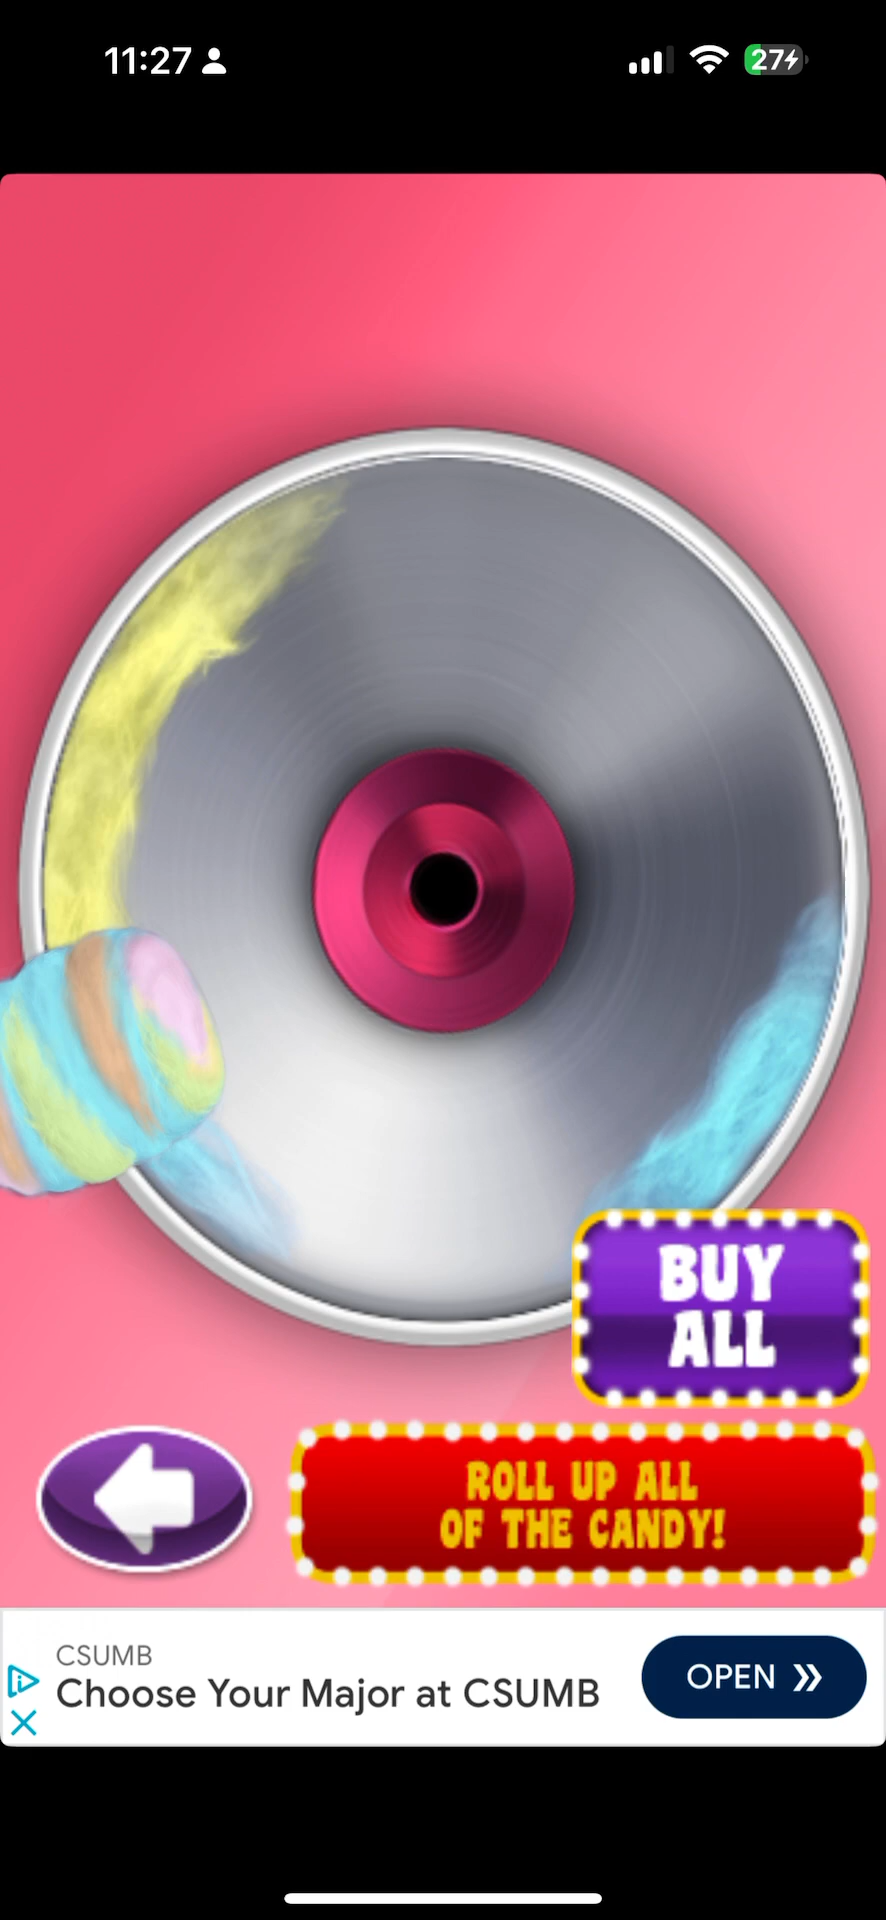 11:27
27
BUY
ALL
ROLL UP ALL
OF THE CANDY!
CSUMB
Choose Your Major at CSUMB
OPEN